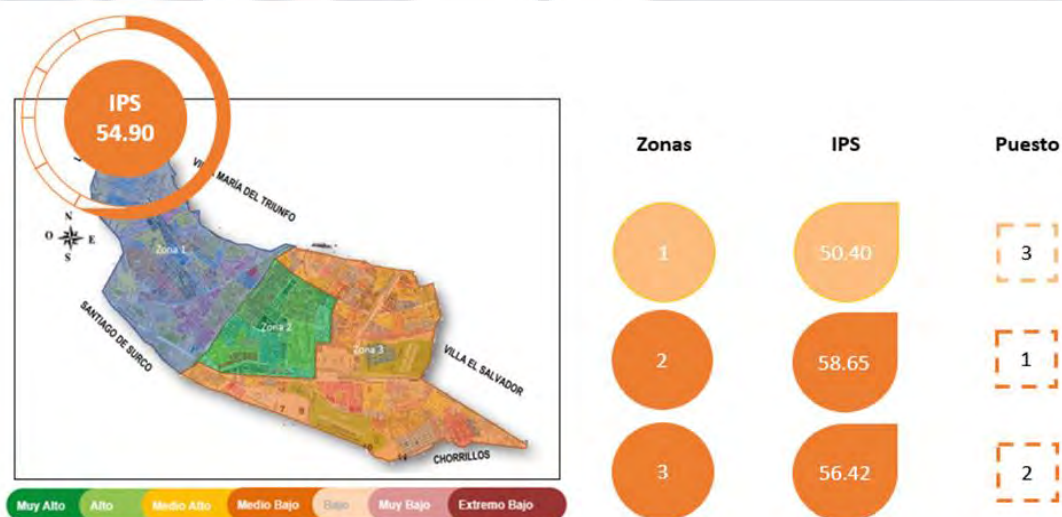 IPS
54.90
MARÍA DEL TRIUNFO
N
O E
S
Zona 1
Zona 2
Zona 3
SANTIAGO DE SURCO
VILLA EL SALVADOR
CHORRILLOS
7 8
Muy Alto Alto Medio Alto Medio Bajo Bajo Muy Bajo Extremo Bajo
Zonas IPS Puesto
1 50.40 3
2 58.65 1
3 56.42 2